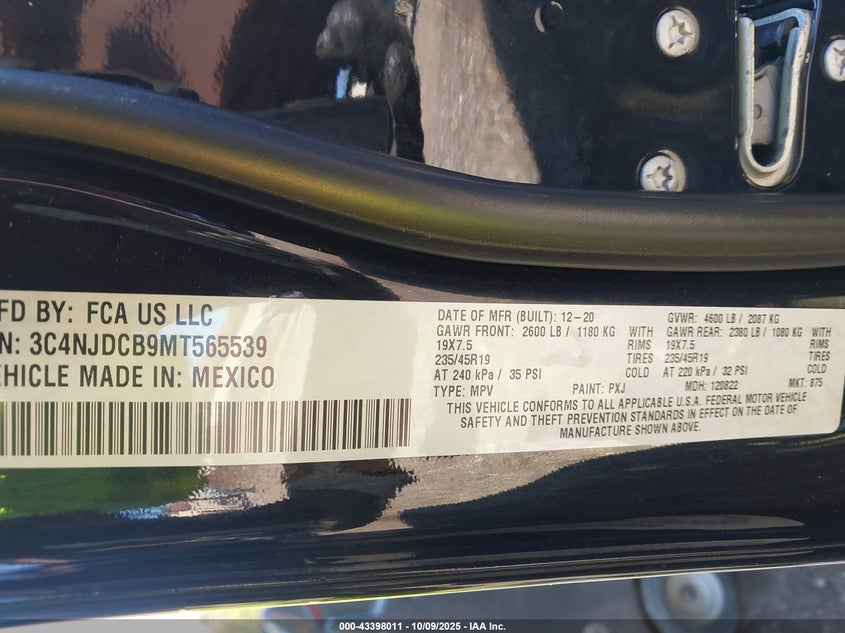 MFD BY: FCA US LLC
VIN: 3C4NJDCB9MT565539
VEHICLE MADE IN: MEXICO
DATE OF MFR (BUILT): 12-20 GVWR: 4600 LB / 2087 KG
GAWR FRONT: 2600 LB / 1180 KG WITH GAWR REAR: 2380 LB / 1080 KG WITH
19X7.5 RIMS 19X7.5 RIMS
235/45R19 TIRES 235/45R19 TIRES
AT 240 kPa / 35 PSI COLD AT 220 kPa / 32 PSI COLD
TYPE: MPV PAINT: PXJ MDH: 120822 MKT: 875
THIS VEHICLE CONFORMS TO ALL APPLICABLE U.S.A. FEDERAL MOTOR VEHICLE
SAFETY AND THEFT PREVENTION STANDARDS IN EFFECT ON THE DATE OF
MANUFACTURE SHOWN ABOVE.
000-43398011 - 10/09/2025 - IAA Inc.